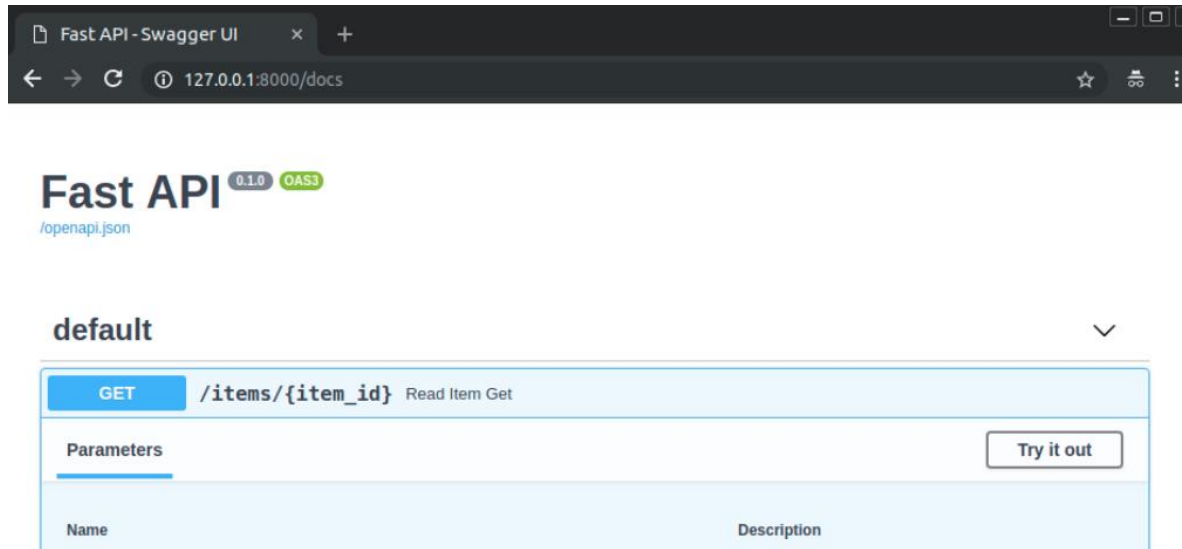 Fast API - Swagger UI
127.0.0.1:8000/docs
Fast API 0.1.0 OAS3
/openapi.json
default
GET /items/{item_id} Read Item Get
Parameters Try it out
Name Description